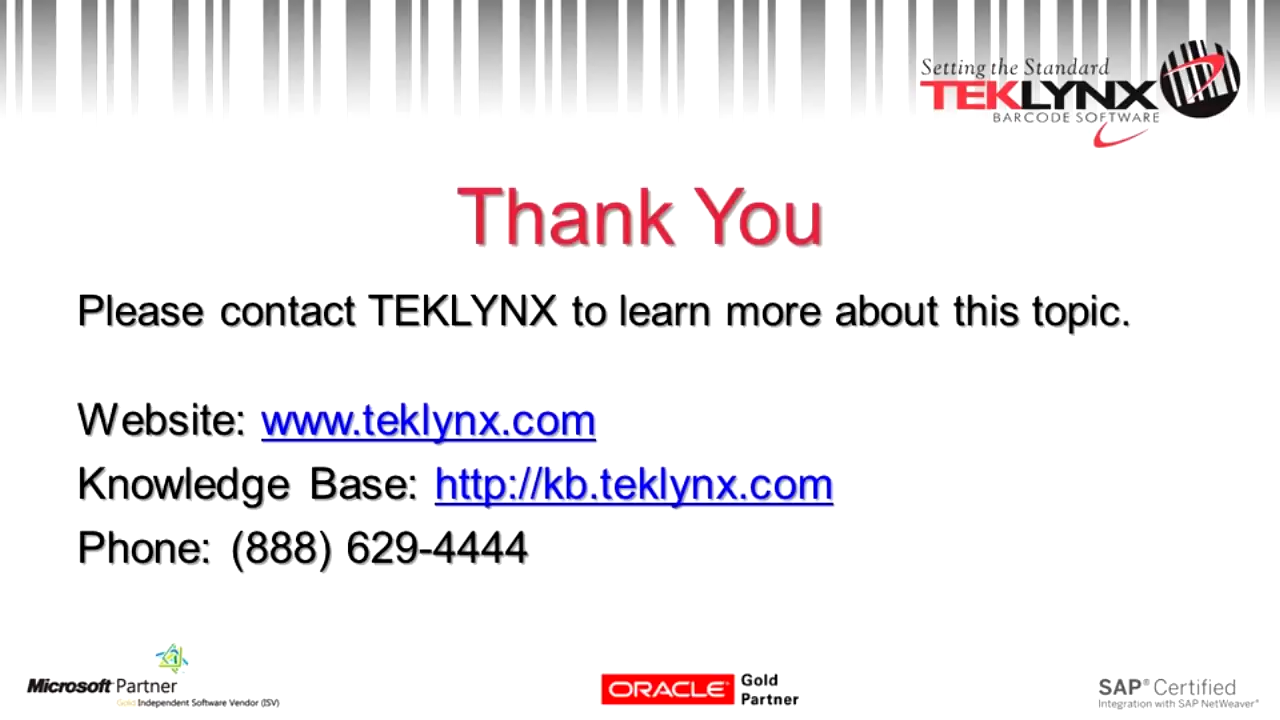 Setting the Standard
TEKLYNX
BARCODE SOFTWARE
Thank You
Please contact TEKLYNX to learn more about this topic.
Website: www.teklynx.com
Knowledge Base: http://kb.teklynx.com
Phone: (888) 629-4444
Microsoft Partner
Gold Independent Software Vendor (ISV)
ORACLE® Gold
Partner
SAP® Certified
Integration with SAP NetWeaver®